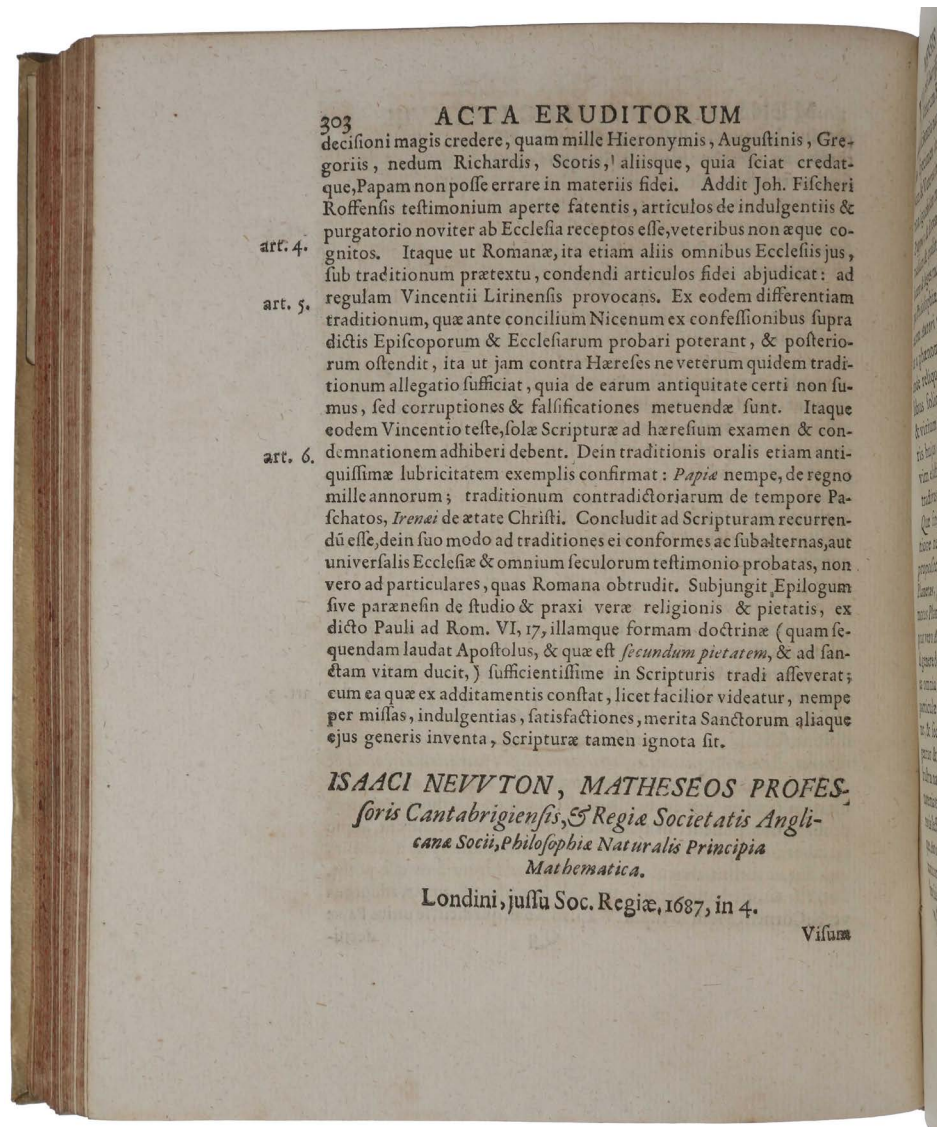 303 ACTA ERUDITORUM
deciſioni magis credere, quam mille Hieronymis, Auguſtinis, Gre-
goriis, nedum Richardis, Scotis, aliisque, quia ſciat credat-
que, Papam non poſſe errare in materiis fidei. Addit Joh. Fiſcheri
Roffenſis teſtimonium aperte fatentis, articulos de indulgentiis &
purgatorio noviter ab Eccleſia receptos eſſe, veteribus non æque co-
art. 4. gnitos. Itaque ut Romanæ, ita etiam aliis omnibus Eccleſiis jus,
ſub traditionum prætextu, condendi articulos fidei abjudicat: ad
art. 5. regulam Vincentii Lirinenſis provocans. Ex eodem differentiam
traditionum, quæ ante concilium Nicenum ex confeſſionibus ſupra
dictis Epiſcoporum & Eccleſiarum probari poterant, & poſterio-
rum oſtendit, ita ut jam contra Hæreſes ne veterum quidem tradi-
tionum allegatio ſufficiat, quia de earum antiquitate certi non ſu-
mus, ſed corruptiones & falſificationes metuendæ ſunt. Itaque
eodem Vincentio teſte, ſolæ Scripturæ ad hæreſium examen & con-
art. 6. demnationem adhiberi debent. Dein traditionis oralis etiam anti-
quiſſimæ lubricitatem exemplis confirmat: Papiæ nempe, de regno
mille annorum; traditionum contradictoriarum de tempore Pa-
ſchatos, Irenæi de ætate Chriſti. Concludit ad Scripturam recurren-
dū eſſe, dein ſuo modo ad traditiones ei conformes ac ſubalternas, aut
univerſalis Eccleſiæ & omnium ſeculorum teſtimonio probatas, non
vero ad particulares, quas Romana obtrudit. Subjungit Epilogum
ſive paræneſin de ſtudio & praxi veræ religionis & pietatis, ex
dicto Pauli ad Rom. VI, 17, illamque formam doctrinæ (quam ſe-
quendam laudat Apoſtolus, & quæ eſt ſecundum pietatem, & ad ſan-
ctam vitam ducit,) ſufficientiſſime in Scripturis tradi aſſeverat;
cum ea quæ ex additamentis conſtat, licet facilior videatur, nempe
per miſſas, indulgentias, ſatisfactiones, merita Sanctorum aliaque
ejus generis inventa, Scripturæ tamen ignota ſit.
ISAACI NEVVTON, MATHESEOS PROFES-
ſoris Cantabrigienſis, & Regiæ Societatis Angli-
canæ Socii, Philoſophiæ Naturalis Principia
Mathematica.
Londini, juſſu Soc. Regiæ, 1687, in 4.
Viſum